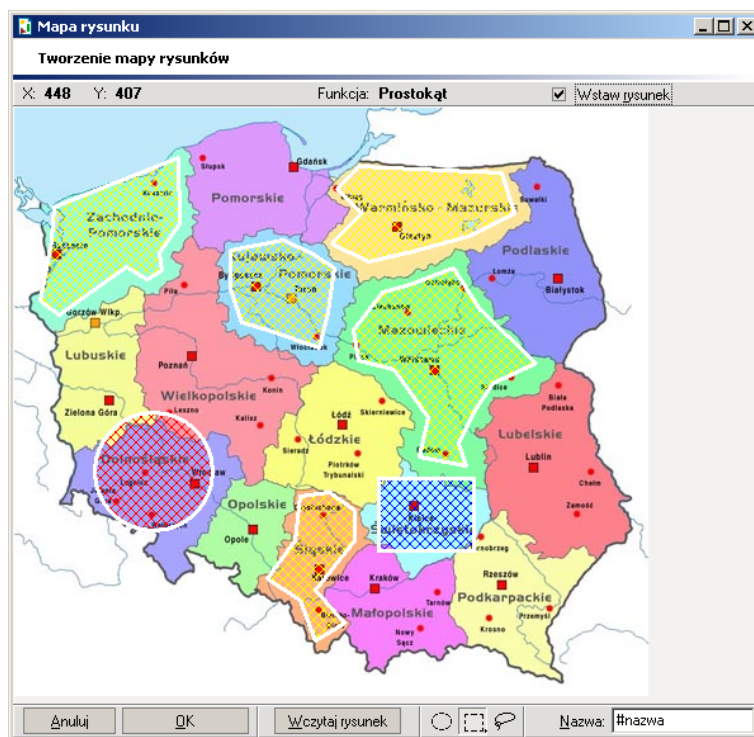 Mapa rysunku
Tworzenie mapy rysunków
X: 448 Y: 407 Funkcja: Prostokąt Wstaw rysunek
Słupsk
Gdańsk
Pomorskie
Suwałki
Zachodnio-
Pomorskie
Warmińsko - Mazurskie
Olsztyn
Podlaskie
Łomża
Białystok
Kujawsko-
Pomorskie
Bydgoszcz
Toruń
Piła
Włocławek
Gorzów Wlkp.
Mazowieckie
Lubuskie
Poznań
Warszawa
Wielkopolskie
Konin
Zielona Góra
Leszno
Kalisz
Skierniewice
Biała
Podlaska
Łódź
Łódzkie
Sieradz
Piotrków
Trybunalski
Lubelskie
Lublin
Dolnośląskie
Chełm
Zamość
Opolskie
Opole
Śląskie
Katowice
Kraków
Małopolskie
Tarnów
Nowy
Sącz
Rzeszów
Podkarpackie
Krosno
Przemyśl
Anuluj OK Wczytaj rysunek Nazwa: #nazwa